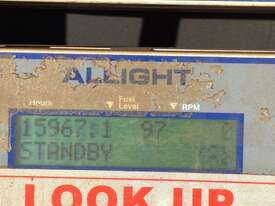 ALLIGHT
Hours Fuel Level RPM
15967:1 97
STANDBY
LOOK UP